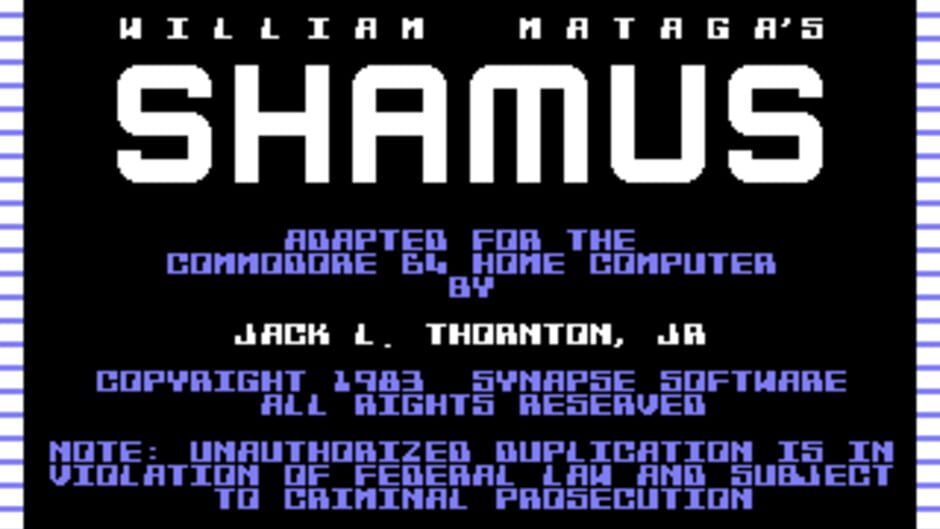 WILLIAM MATAGA'S
SHAMUS
ADAPTED FOR THE
COMMODORE 64 HOME COMPUTER
BY
JACK L. THORNTON, JR
COPYRIGHT 1983 SYNAPSE SOFTWARE
ALL RIGHTS RESERVED
NOTE: UNAUTHORIZED DUPLICATION IS IN
VIOLATION OF FEDERAL LAW AND SUBJECT
TO CRIMINAL PROSECUTION